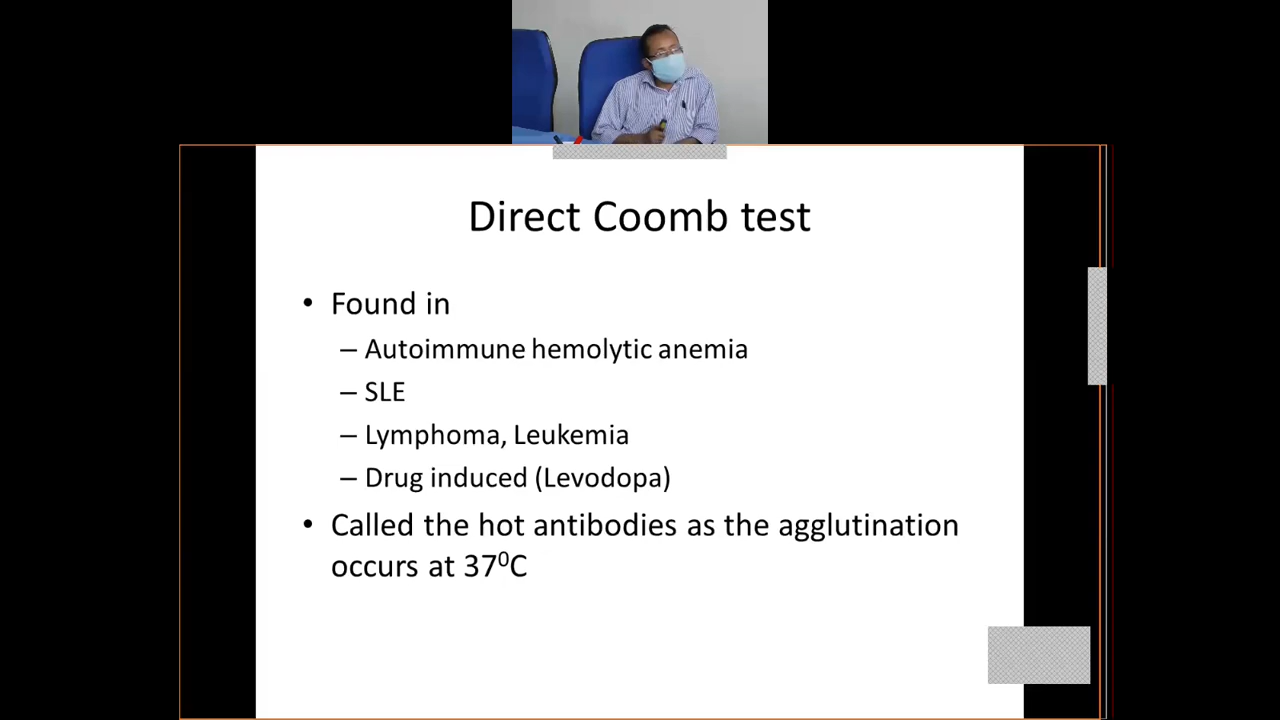 Direct Coomb test
• Found in
– Autoimmune hemolytic anemia
– SLE
– Lymphoma, Leukemia
– Drug induced (Levodopa)
• Called the hot antibodies as the agglutination
occurs at 37⁰C